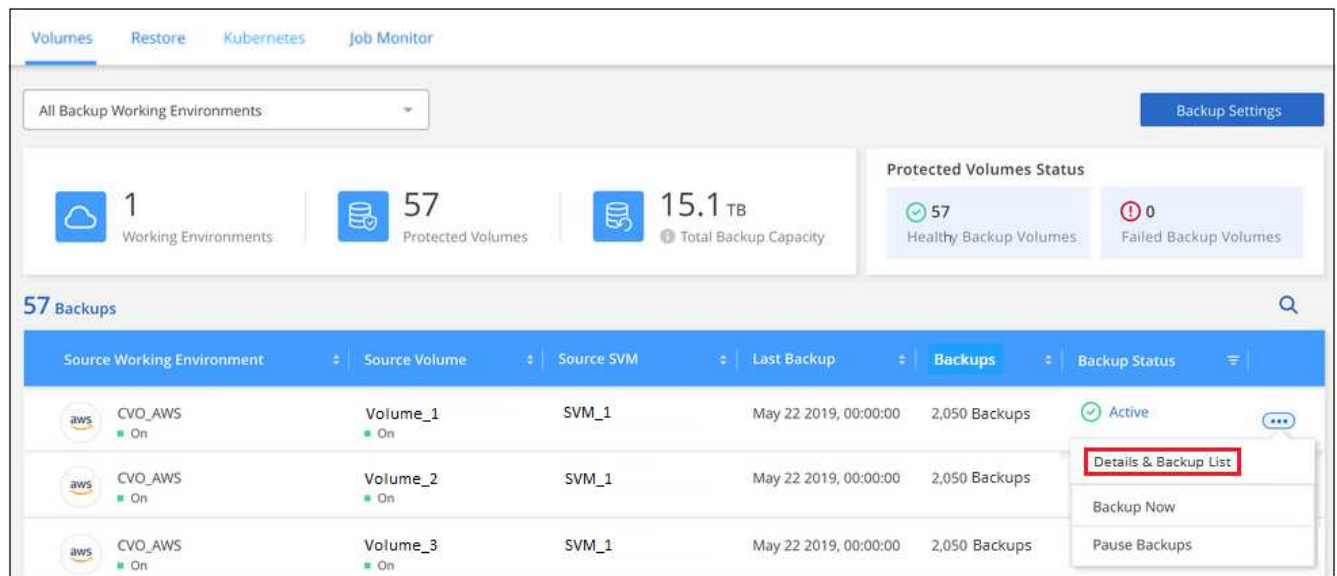 Volumes Restore Kubernetes Job Monitor
All Backup Working Environments
Backup Settings
1
Working Environments
57
Protected Volumes
15.1 TB
Total Backup Capacity
Protected Volumes Status
57
Healthy Backup Volumes
0
Failed Backup Volumes
57 Backups
Source Working Environment Source Volume Source SVM Last Backup Backups Backup Status
aws CVO_AWS Volume_1 SVM_1 May 22 2019, 00:00:00 2,050 Backups Active
On On
Details & Backup List
aws CVO_AWS Volume_2 SVM_1 May 22 2019, 00:00:00 2,050 Backups
On On
Backup Now
aws CVO_AWS Volume_3 SVM_1 May 22 2019, 00:00:00 2,050 Backups
Pause Backups
On On